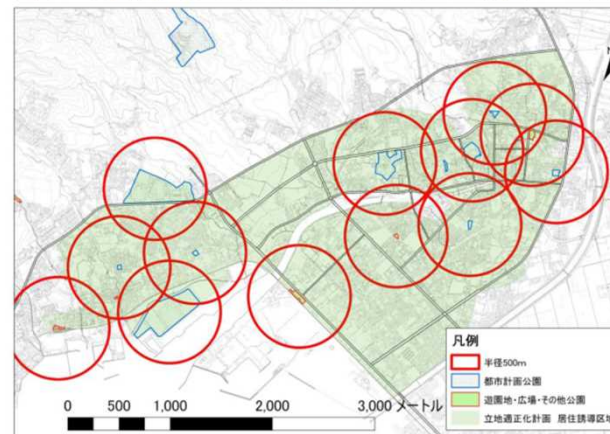 凡例
半径500m
都市計画公園
遊園地・広場・その他公園
立地適正化計画 居住誘導区域
0 500 1,000 2,000 3,000 メートル